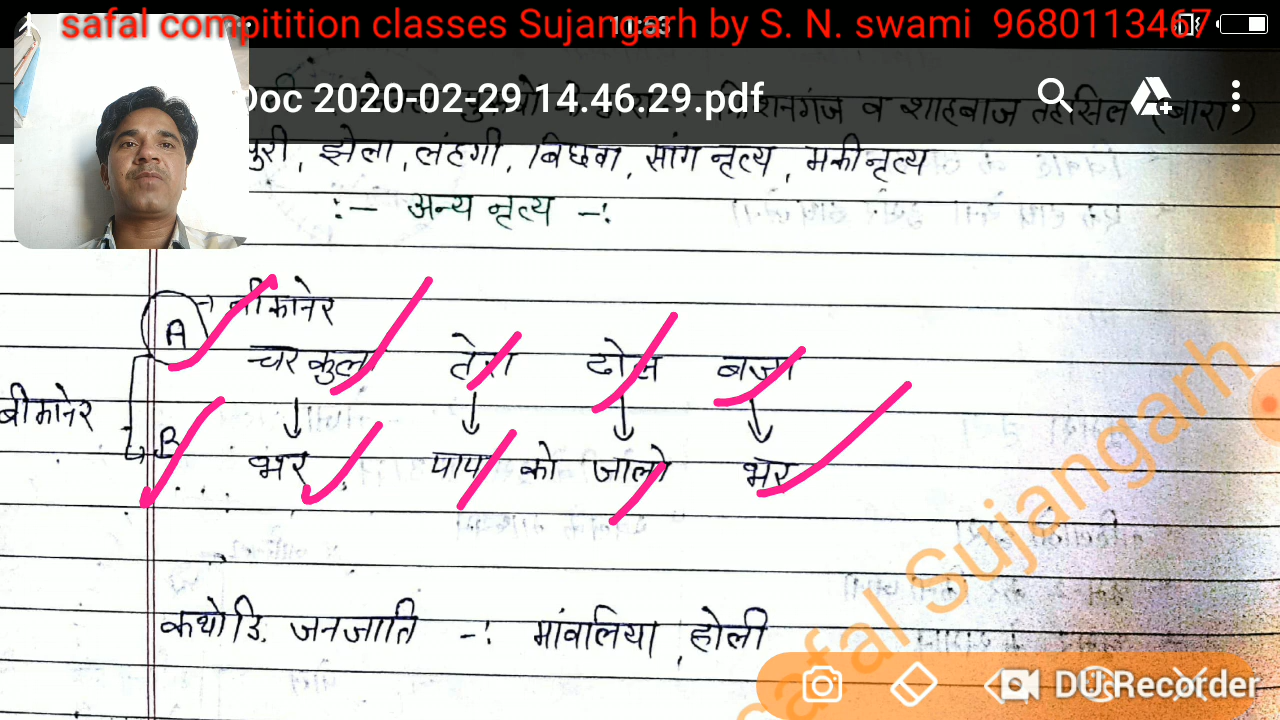 safal compitition classes Sujangarh by S. N. swami 9680113467
Doc 2020-02-29 14.46.29.pdf
व शाहबाज तहसिल (बारा)
पुरी, झेला, लंहगी, बिछवा, सांग नृत्य, मकी नृत्य
:- अन्य नृत्य -:
A - बीकानेर
चरकुला तेरा ढोल बजा
बीकानेर B
भर पाप को जालो भर
कथोडि जनजाति -: मांवलिया, होली
safal Sujangarh
DU Recorder